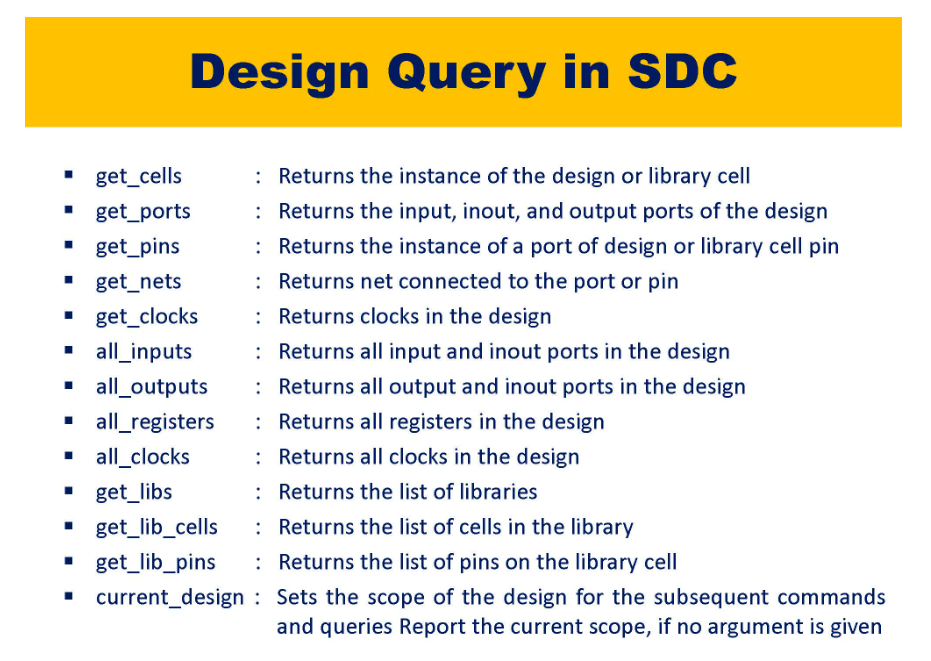 Design Query in SDC
▪ get_cells : Returns the instance of the design or library cell
▪ get_ports : Returns the input, inout, and output ports of the design
▪ get_pins : Returns the instance of a port of design or library cell pin
▪ get_nets : Returns net connected to the port or pin
▪ get_clocks : Returns clocks in the design
▪ all_inputs : Returns all input and inout ports in the design
▪ all_outputs : Returns all output and inout ports in the design
▪ all_registers : Returns all registers in the design
▪ all_clocks : Returns all clocks in the design
▪ get_libs : Returns the list of libraries
▪ get_lib_cells : Returns the list of cells in the library
▪ get_lib_pins : Returns the list of pins on the library cell
▪ current_design : Sets the scope of the design for the subsequent commands
and queries Report the current scope, if no argument is given